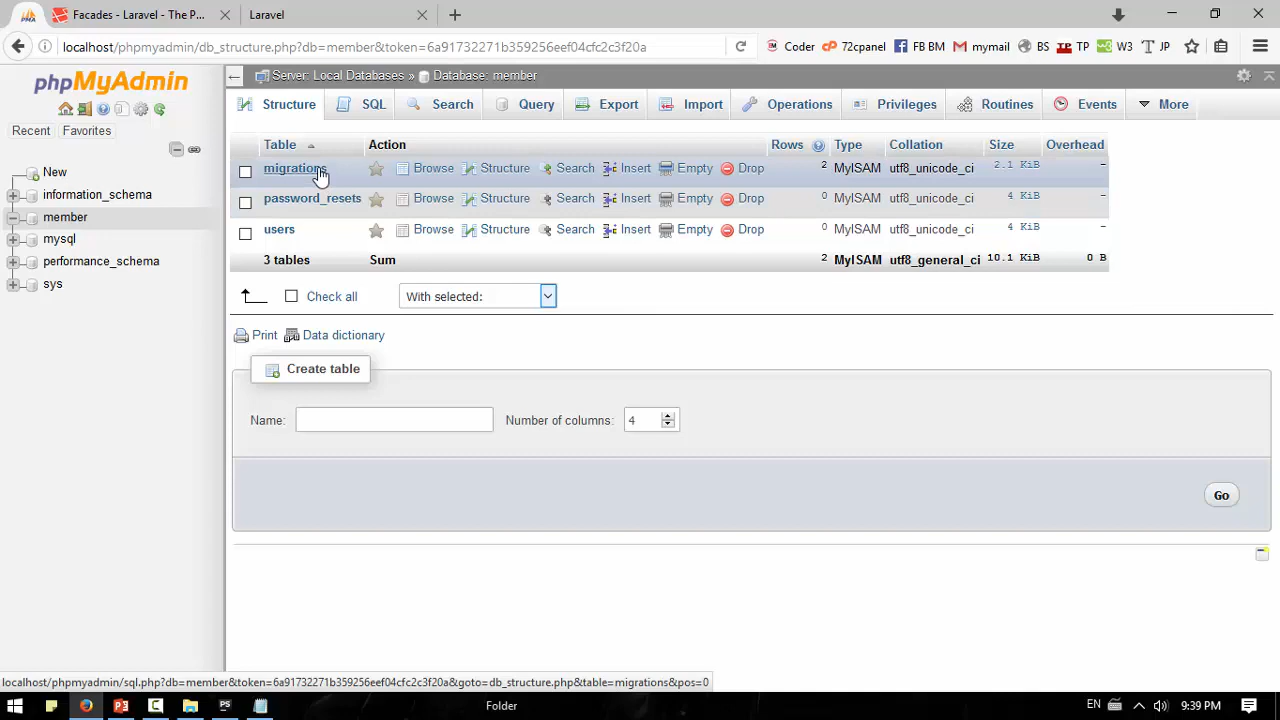 Facades - Laravel - The P...
Laravel
localhost/phpmyadmin/db_structure.php?db=member&token=6a91732271b359256eef04cfc2c3f20a
Coder
72cpanel
FB BM
mymail
BS
TP
W3
JP
phpMyAdmin
Recent
Favorites
New
information_schema
member
mysql
performance_schema
sys
Server: Local Databases » Database: member
Structure SQL Search Query Export Import Operations Privileges Routines Events More
Table Action Rows Type Collation Size Overhead
migrations Browse Structure Search Insert Empty Drop 2 MyISAM utf8_unicode_ci 2.1 KiB -
password_resets Browse Structure Search Insert Empty Drop 0 MyISAM utf8_unicode_ci 4 KiB -
users Browse Structure Search Insert Empty Drop 0 MyISAM utf8_unicode_ci 4 KiB -
3 tables Sum 2 MyISAM utf8_general_ci 10.1 KiB 0 B
Check all With selected:
Print Data dictionary
Create table
Name: Number of columns: 4
Go
localhost/phpmyadmin/sql.php?db=member&token=6a91732271b359256eef04cfc2c3f20a&goto=db_structure.php&table=migrations&pos=0
Folder
EN
9:39 PM